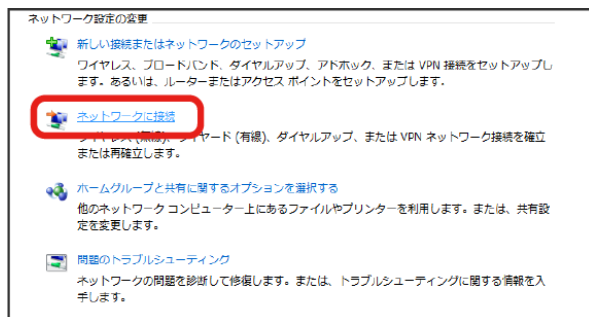 ネットワーク設定の変更
新しい接続またはネットワークのセットアップ
ワイヤレス、ブロードバンド、ダイヤルアップ、アドホック、または VPN 接続をセットアップし
ます。あるいは、ルーターまたはアクセス ポイントをセットアップします。
ネットワークに接続
ワイヤレス (無線)、ワイヤード (有線)、ダイヤルアップ、または VPN ネットワーク接続を確立
または再確立します。
ホームグループと共有に関するオプションを選択する
他のネットワーク コンピューター上にあるファイルやプリンターを利用します。または、共有設
定を変更します。
問題のトラブルシューティング
ネットワークの問題を診断して修復します。または、トラブルシューティングに関する情報を入
手します。